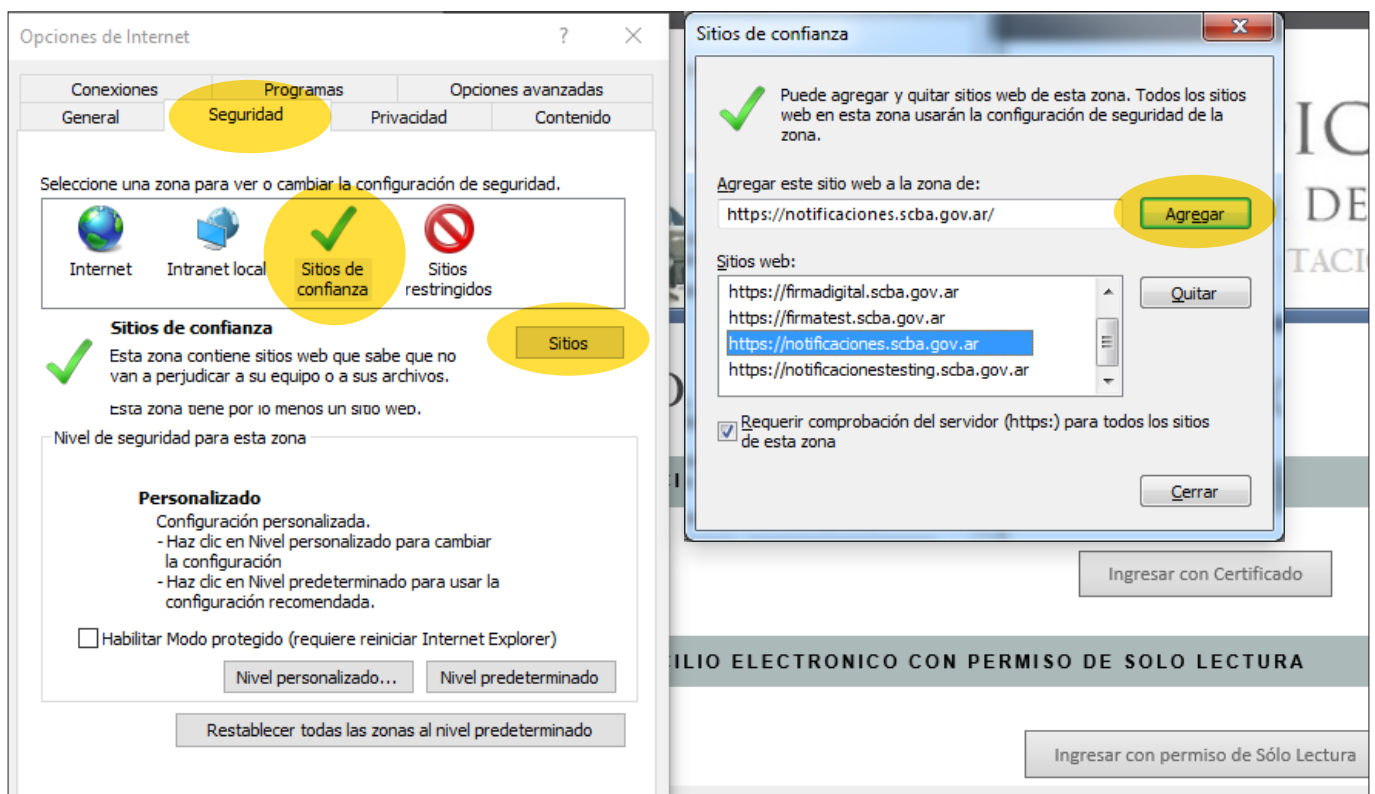 Opciones de Internet
?
Conexiones
Programas
Opciones avanzadas
General
Seguridad
Privacidad
Contenido
Seleccione una zona para ver o cambiar la configuración de seguridad.
Internet
Intranet local
Sitios de
confianza
Sitios
restringidos
Sitios de confianza
Sitios
Esta zona contiene sitios web que sabe que no
van a perjudicar a su equipo o a sus archivos.
Esta zona tiene por lo menos un sitio web.
Nivel de seguridad para esta zona
Personalizado
Configuración personalizada.
- Haz clic en Nivel personalizado para cambiar
la configuración
- Haz clic en Nivel predeterminado para usar la
configuración recomendada.
Habilitar Modo protegido (requiere reiniciar Internet Explorer)
Nivel personalizado...
Nivel predeterminado
Restablecer todas las zonas al nivel predeterminado
Sitios de confianza
Puede agregar y quitar sitios web de esta zona. Todos los sitios
web en esta zona usarán la configuración de seguridad de la
zona.
Agregar este sitio web a la zona de:
https://notificaciones.scba.gov.ar/
Agregar
Sitios web:
https://firmadigital.scba.gov.ar
https://firmatest.scba.gov.ar
https://notificaciones.scba.gov.ar
https://notificacionestesting.scba.gov.ar
Quitar
Requerir comprobación del servidor (https:) para todos los sitios
de esta zona
Cerrar
IC
DE
TACI
Ingresar con Certificado
ILIO ELECTRONICO CON PERMISO DE SOLO LECTURA
Ingresar con permiso de Sólo Lectura